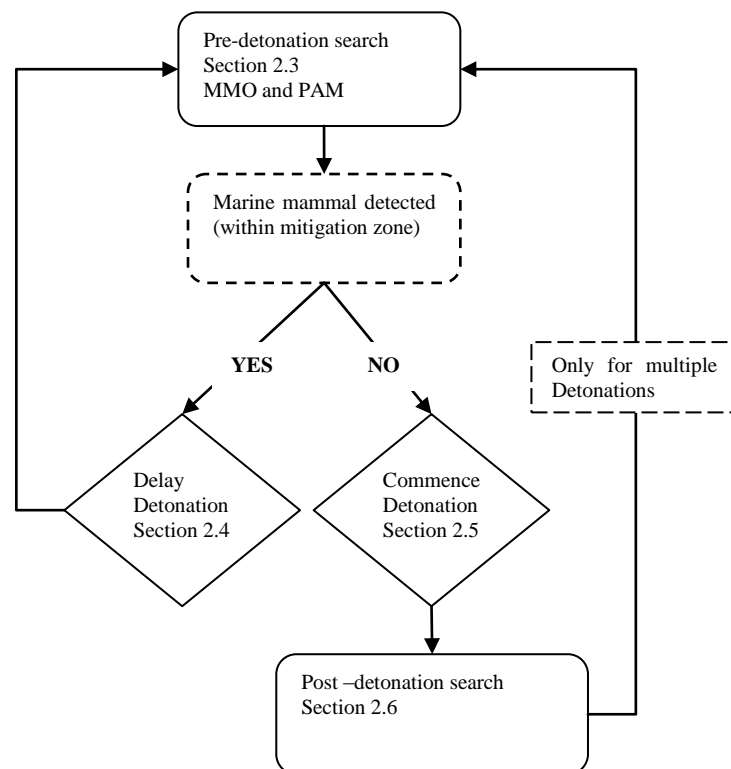 Pre-detonation search
Section 2.3
MMO and PAM
Marine mammal detected
(within mitigation zone)
YES
NO
Only for multiple
Detonations
Delay
Detonation
Section 2.4
Commence
Detonation
Section 2.5
Post –detonation search
Section 2.6